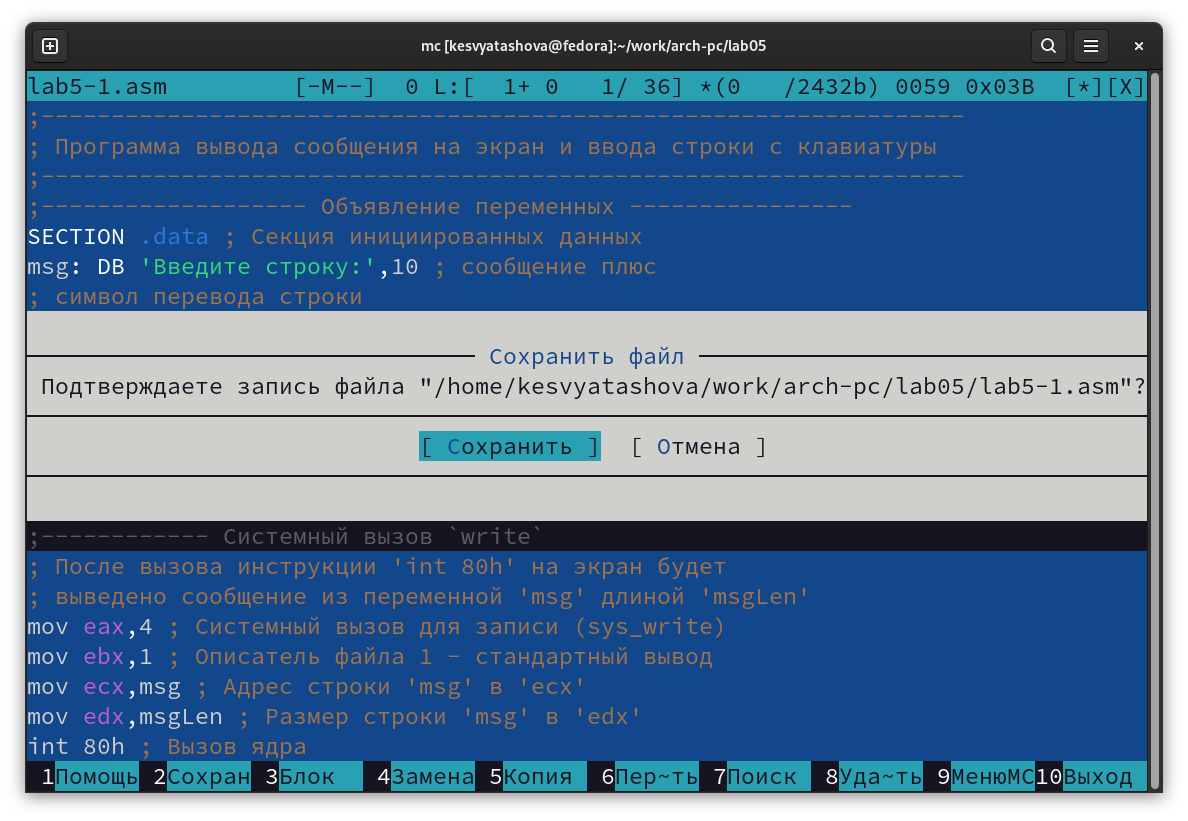 mc [kesvyatashova@fedora]:~/work/arch-pc/lab05
lab5-1.asm [-M--] 0 L:[ 1+ 0 1/ 36] *(0 /2432b) 0059 0x03B [*][X]
;------------------------------------------------------------------
; Программа вывода сообщения на экран и ввода строки с клавиатуры
;------------------------------------------------------------------
;------------------- Объявление переменных ----------------
SECTION .data ; Секция инициированных данных
msg: DB 'Введите строку:',10 ; сообщение плюс
; символ перевода строки
Сохранить файл
Подтверждаете запись файла "/home/kesvyatashova/work/arch-pc/lab05/lab5-1.asm"?
[ Сохранить ] [ Отмена ]
;------------ Системный вызов `write`
; После вызова инструкции 'int 80h' на экран будет
; выведено сообщение из переменной 'msg' длиной 'msgLen'
mov eax,4 ; Системный вызов для записи (sys_write)
mov ebx,1 ; Описатель файла 1 - стандартный вывод
mov ecx,msg ; Адрес строки 'msg' в 'ecx'
mov edx,msgLen ; Размер строки 'msg' в 'edx'
int 80h ; Вызов ядра
1Помощь 2Сохран 3Блок 4Замена 5Копия 6Пер~ть 7Поиск 8Уда~ть 9МенюMC 10Выход